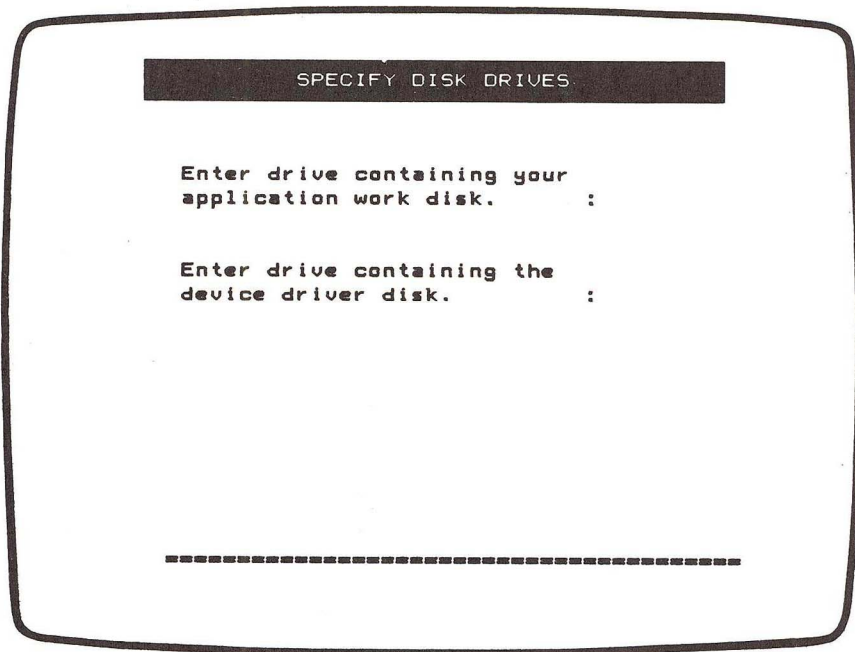 SPECIFY DISK DRIVES
Enter drive containing your
application work disk. :
Enter drive containing the
device driver disk. :